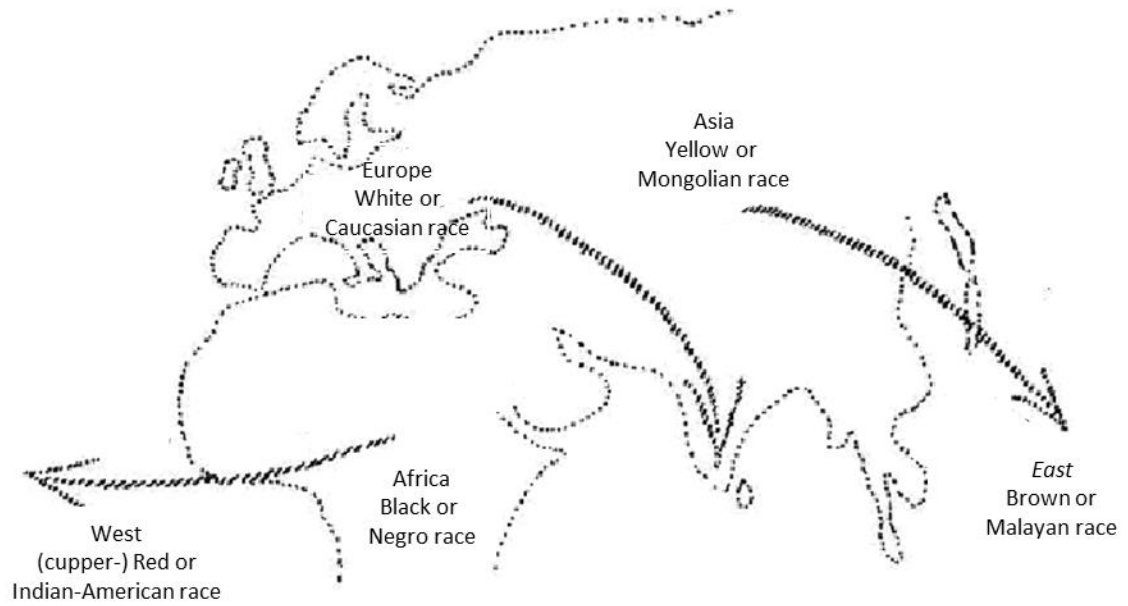 Asia
Yellow or
Mongolian race
Europe
White or
Caucasian race
East
Brown or
Malayan race
Africa
Black or
Negro race
West
(cupper-) Red or
Indian-American race